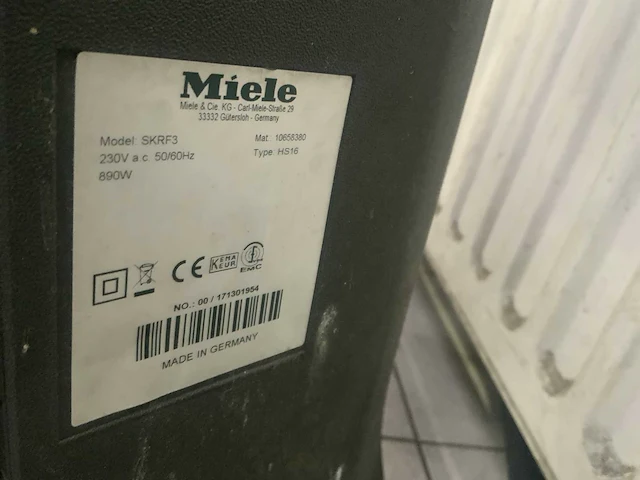 Miele
Miele & Cie. KG - Carl-Miele-Straße 29
33332 Gütersloh - Germany
Model: SKRF3 Mat.: 10658380
230V a.c. 50/60Hz Type: HS16
890W
CE KEMA KEUR EMC
NO.: 00 / 171301954
MADE IN GERMANY